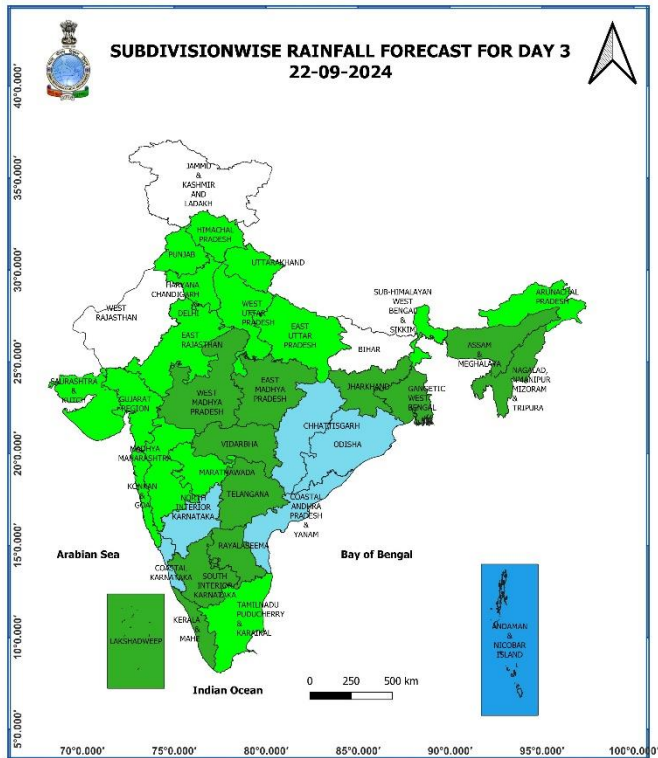 SUBDIVISIONWISE RAINFALL FORECAST FOR DAY 3
22-09-2024
40°0.000'
35°0.000'
30°0.000'
25°0.000'
20°0.000'
15°0.000'
10°0.000'
5°0.000'
JAMMU
&
KASHMIR
AND
LADAKH
HIMACHAL
PRADESH
PUNJAB
UTTARAKHAND
HARYANA
CHANDIGARH
DELHI
WEST
RAJASTHAN
WEST
UTTAR
PRADESH
EAST
UTTAR
PRADESH
EAST
RAJASTHAN
SUB-HIMALAYAN
WEST
BENGAL
&
SIKKIM
ARUNACHAL
PRADESH
BIHAR
ASSAM
&
MEGHALAYA
NAGALAD,
MANIPUR
MIZORAM
&
TRIPURA
SAURASHTRA
&
KUTCH
GUJARAT
REGION
WEST
MADHYA
PRADESH
EAST
MADHYA
PRADESH
JHARKHAND
GANGETIC
WEST
BENGAL
CHHATTISGARH
ODISHA
VIDARBHA
MADHYA
MAHARASHTRA
MARATHAWADA
KONKAN
&
GOA
NORTH
INTERIOR
KARNATAKA
TELANGANA
COASTAL
ANDHRA
PRADESH
&
YANAM
RAYALASEEMA
COASTAL
KARNATAKA
SOUTH
INTERIOR
KARNATAKA
TAMILNADU
PUDUCHERRY
&
KARAIKAL
KERALA
&
MAHE
LAKSHADWEEP
ANDAMAN
&
NICOBAR
ISLAND
Arabian Sea
Bay of Bengal
Indian Ocean
0 250 500 km
70°0.000' 75°0.000' 80°0.000' 85°0.000' 90°0.000' 95°0.000' 100°0.000'